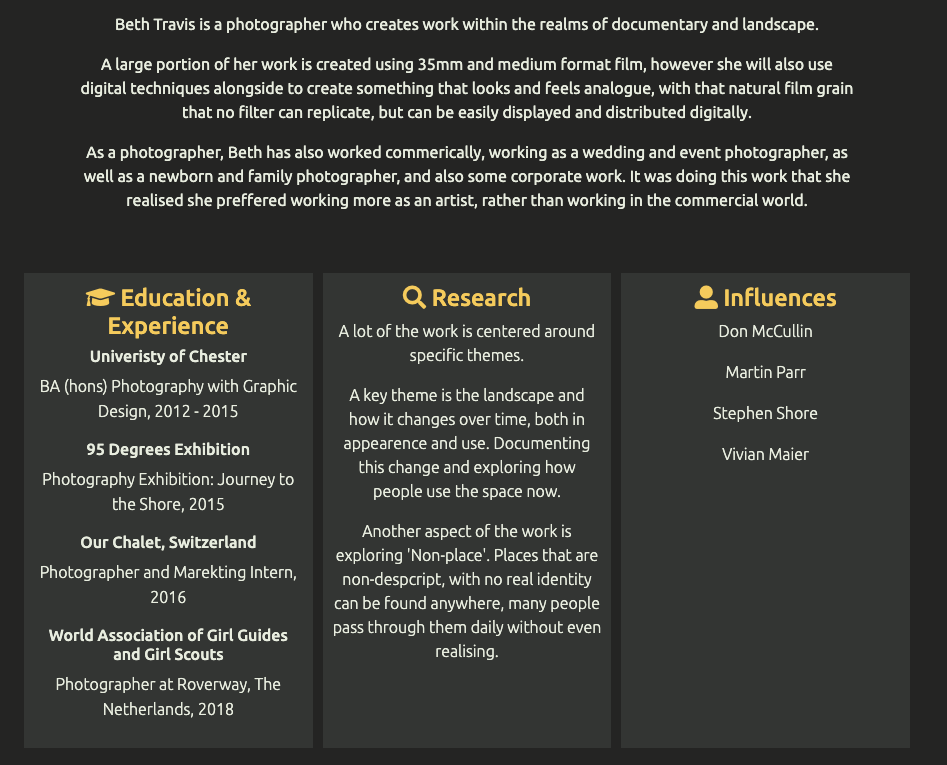 Beth Travis is a photographer who creates work within the realms of documentary and landscape.
A large portion of her work is created using 35mm and medium format film, however she will also use
digital techniques alongside to create something that looks and feels analogue, with that natural film grain
that no filter can replicate, but can be easily displayed and distributed digitally.
As a photographer, Beth has also worked commerically, working as a wedding and event photographer, as
well as a newborn and family photographer, and also some corporate work. It was doing this work that she
realised she preffered working more as an artist, rather than working in the commercial world.
Education &
Experience
Univeristy of Chester
BA (hons) Photography with Graphic
Design, 2012 - 2015
95 Degrees Exhibition
Photography Exhibition: Journey to
the Shore, 2015
Our Chalet, Switzerland
Photographer and Marekting Intern,
2016
World Association of Girl Guides
and Girl Scouts
Photographer at Roverway, The
Netherlands, 2018
Research
A lot of the work is centered around
specific themes.
A key theme is the landscape and
how it changes over time, both in
appearence and use. Documenting
this change and exploring how
people use the space now.
Another aspect of the work is
exploring 'Non-place'. Places that are
non-despcript, with no real identity
can be found anywhere, many people
pass through them daily without even
realising.
Influences
Don McCullin
Martin Parr
Stephen Shore
Vivian Maier